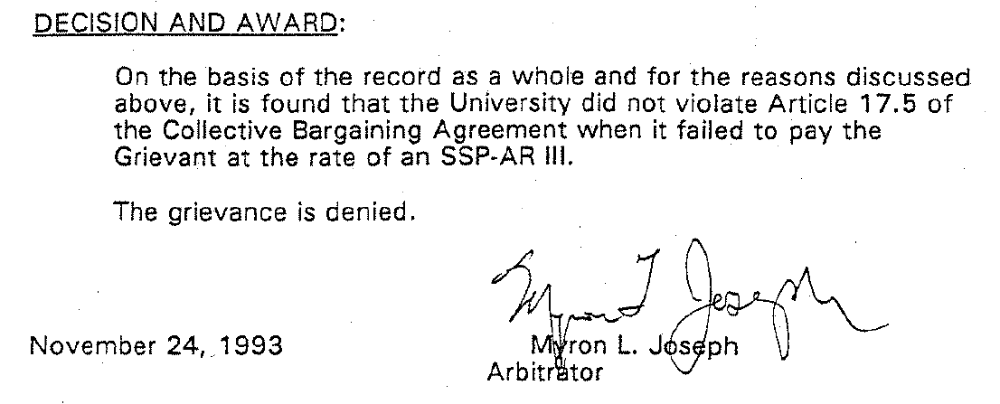 DECISION AND AWARD:
On the basis of the record as a whole and for the reasons discussed
above, it is found that the University did not violate Article 17.5 of
the Collective Bargaining Agreement when it failed to pay the
Grievant at the rate of an SSP-AR III.
The grievance is denied.
Myron L Joseph
November 24, 1993
Myron L. Joseph
Arbitrator